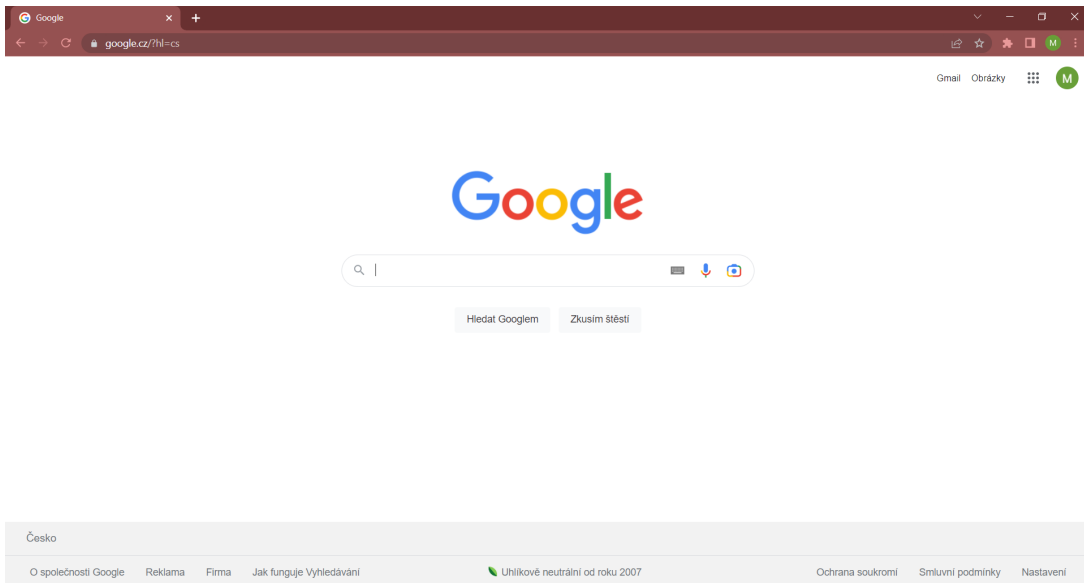 Google
google.cz/?hl=cs
M
Gmail Obrázky
M
Google
Hledat Googlem Zkusím štěstí
Česko
O společnosti Google Reklama Firma Jak funguje Vyhledávání Uhlíkově neutrální od roku 2007 Ochrana soukromí Smluvní podmínky Nastavení